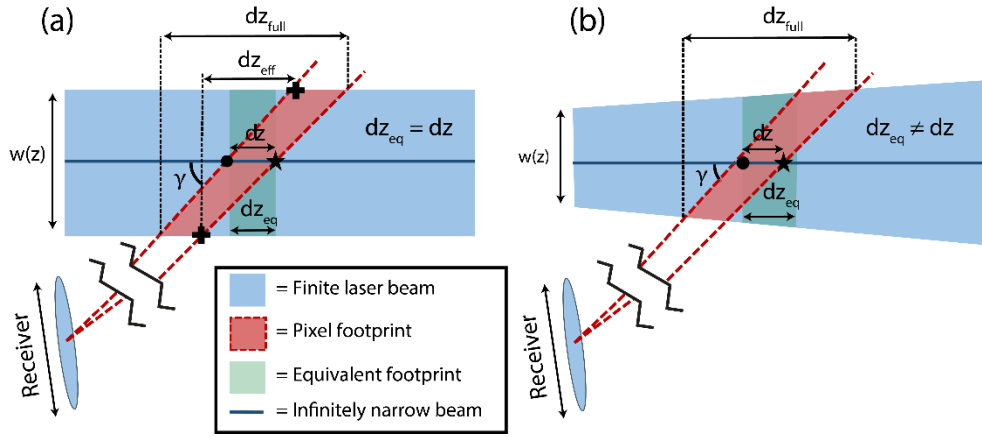 (a)
dz_full
dz_eff
dz_eq = dz
dz
w(z)
γ
dz_eq
Receiver
(b)
dz_full
dz_eq ≠ dz
dz
w(z)
γ
dz_eq
Receiver
= Finite laser beam
= Pixel footprint
= Equivalent footprint
= Infinitely narrow beam